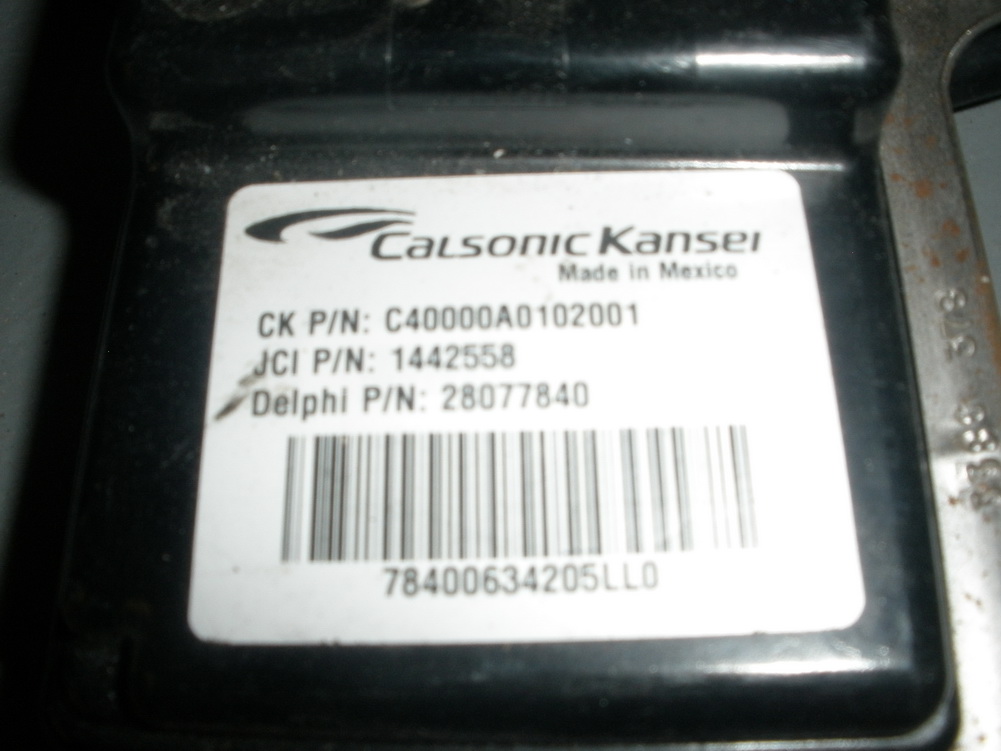 Calsonic Kansei
Made in Mexico
CK P/N: C40000A0102001
JCI P/N: 1442558
Delphi P/N: 28077840
78400634205LL0